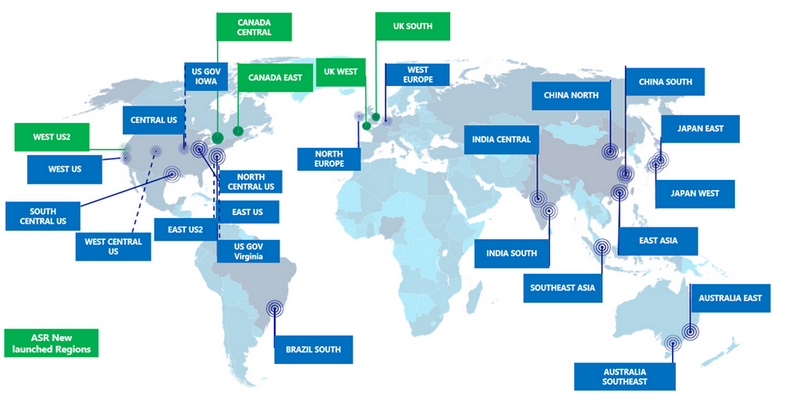 CANADA
CENTRAL
UK SOUTH
US GOV
IOWA
CANADA EAST
UK WEST
WEST
EUROPE
CHINA SOUTH
CHINA NORTH
CENTRAL US
JAPAN EAST
WEST US2
INDIA CENTRAL
NORTH
EUROPE
WEST US
NORTH
CENTRAL US
JAPAN WEST
SOUTH
CENTRAL US
EAST US
EAST US2
WEST CENTRAL
US
US GOV
Virginia
EAST ASIA
INDIA SOUTH
SOUTHEAST ASIA
AUSTRALIA EAST
ASR New
launched Regions
BRAZIL SOUTH
AUSTRALIA
SOUTHEAST